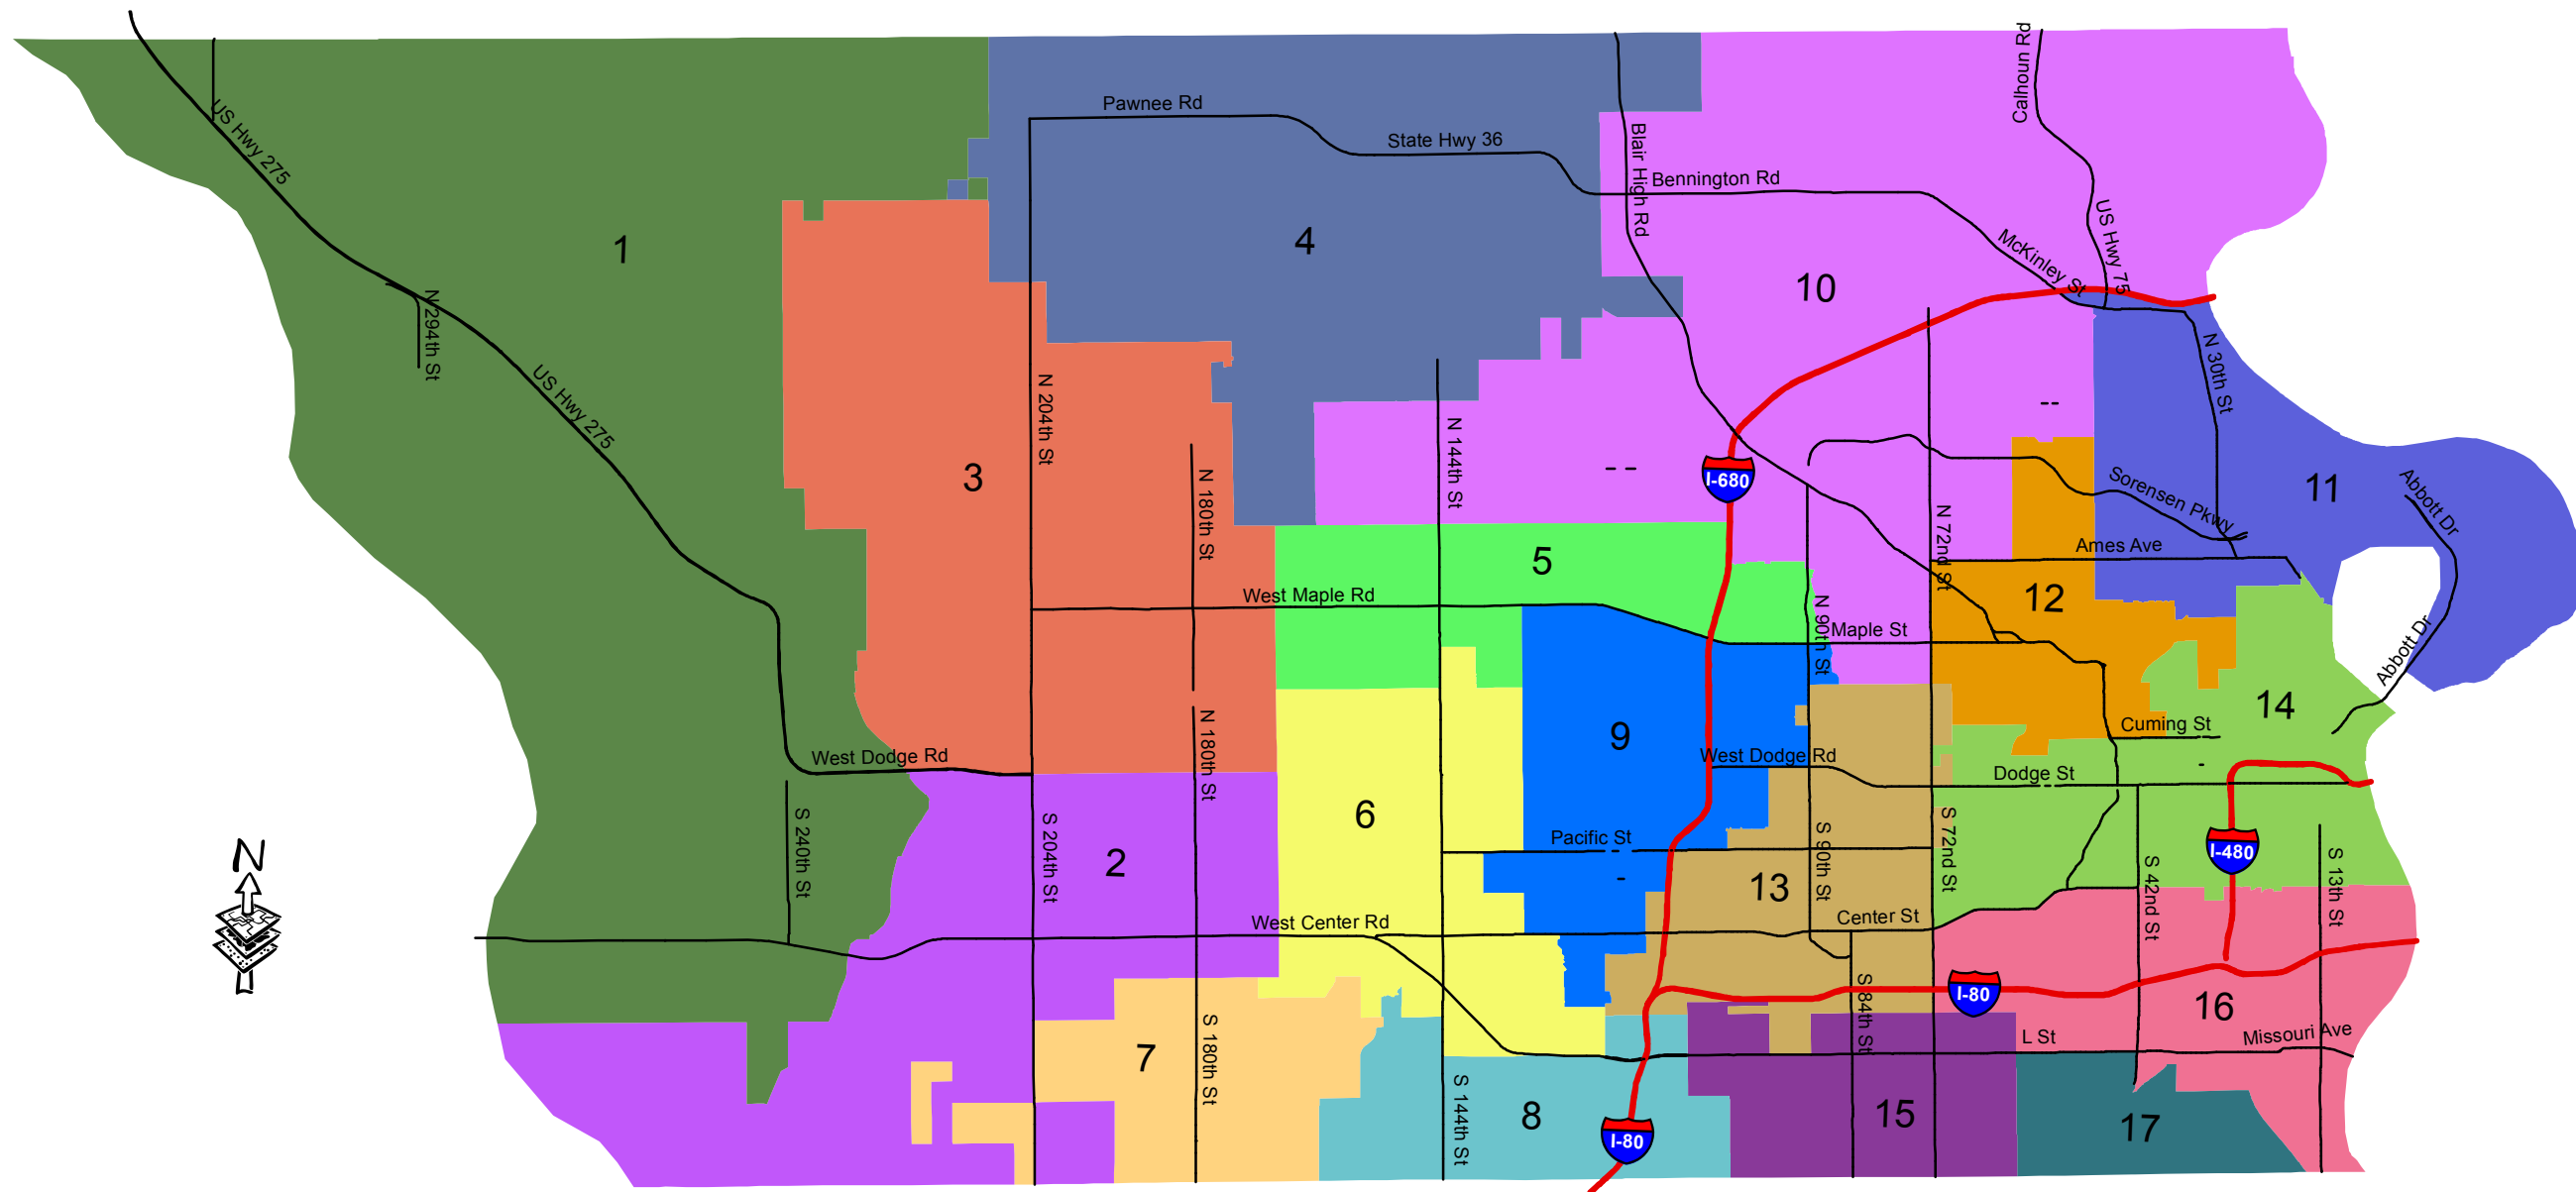 Calhoun Rd
Pawnee Rd
US Hwy 275
State Hwy 36
Blair High Rd
Bennington Rd
1
4
US Hwy 75
McKinley St
10
N 294th St
N 30th St
US Hwy 275
N 204th St
--
3
N 144th St
- -
I-680
N 180th St
Sorensen Pkwy
11
Abbott Dr
N 72nd St
5
Ames Ave
West Maple Rd
12
N 90th St
Maple St
Abbott Dr
14
9
N 180th St
Cuming St
West Dodge Rd
West Dodge Rd
-
Dodge St
S 240th St
S 204th St
6
2
Pacific St
S 90th St
S 72nd St
I-480
S 42nd St
S 13th St
N
-
13
West Center Rd
Center St
S 84th St
I-80
16
S 180th St
7
L St
Missouri Ave
S 144th St
8
15
17
I-80